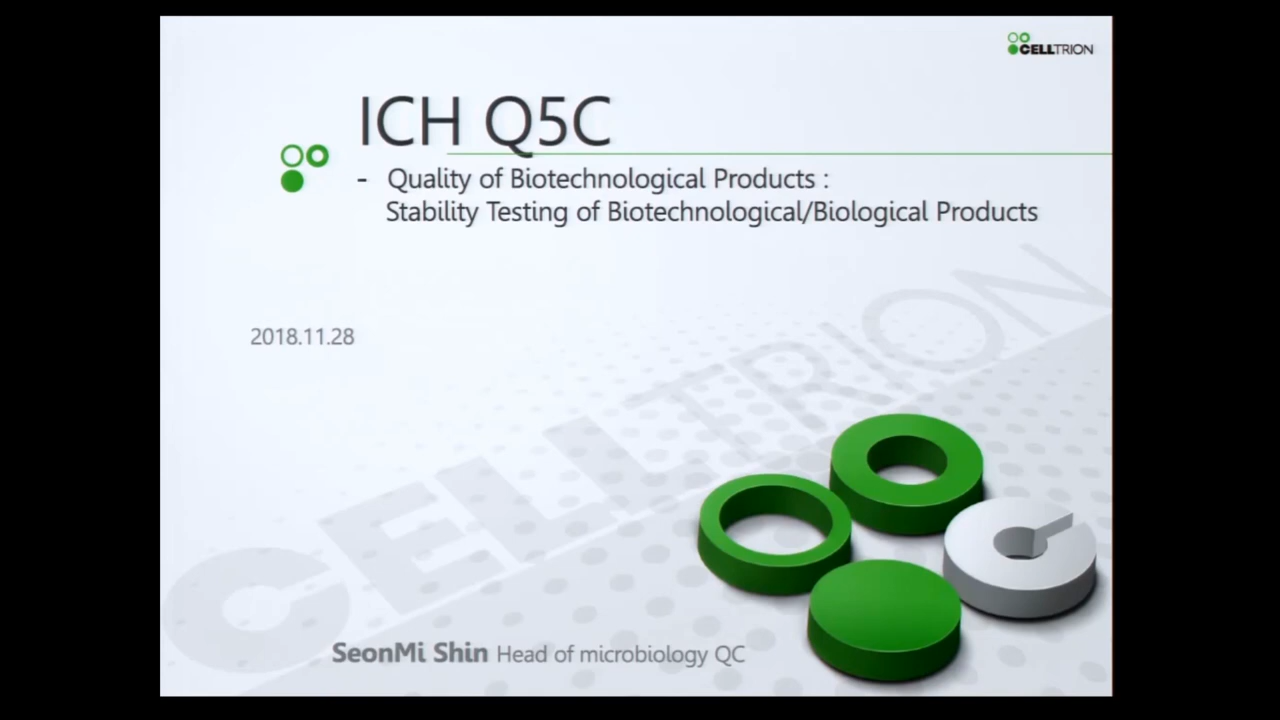 CELLTRION
ICH Q5C
- Quality of Biotechnological Products :
Stability Testing of Biotechnological/Biological Products
2018.11.28
CELLTRION
SeonMi Shin Head of microbiology QC